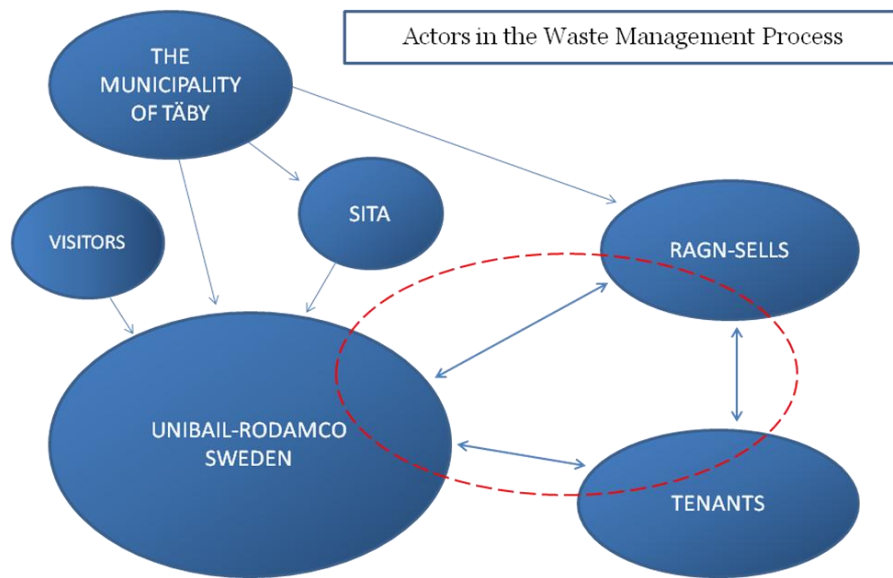 Actors in the Waste Management Process
THE
MUNICIPALITY
OF TÄBY
VISITORS
SITA
RAGN-SELLS
UNIBAIL-RODAMCO
SWEDEN
TENANTS